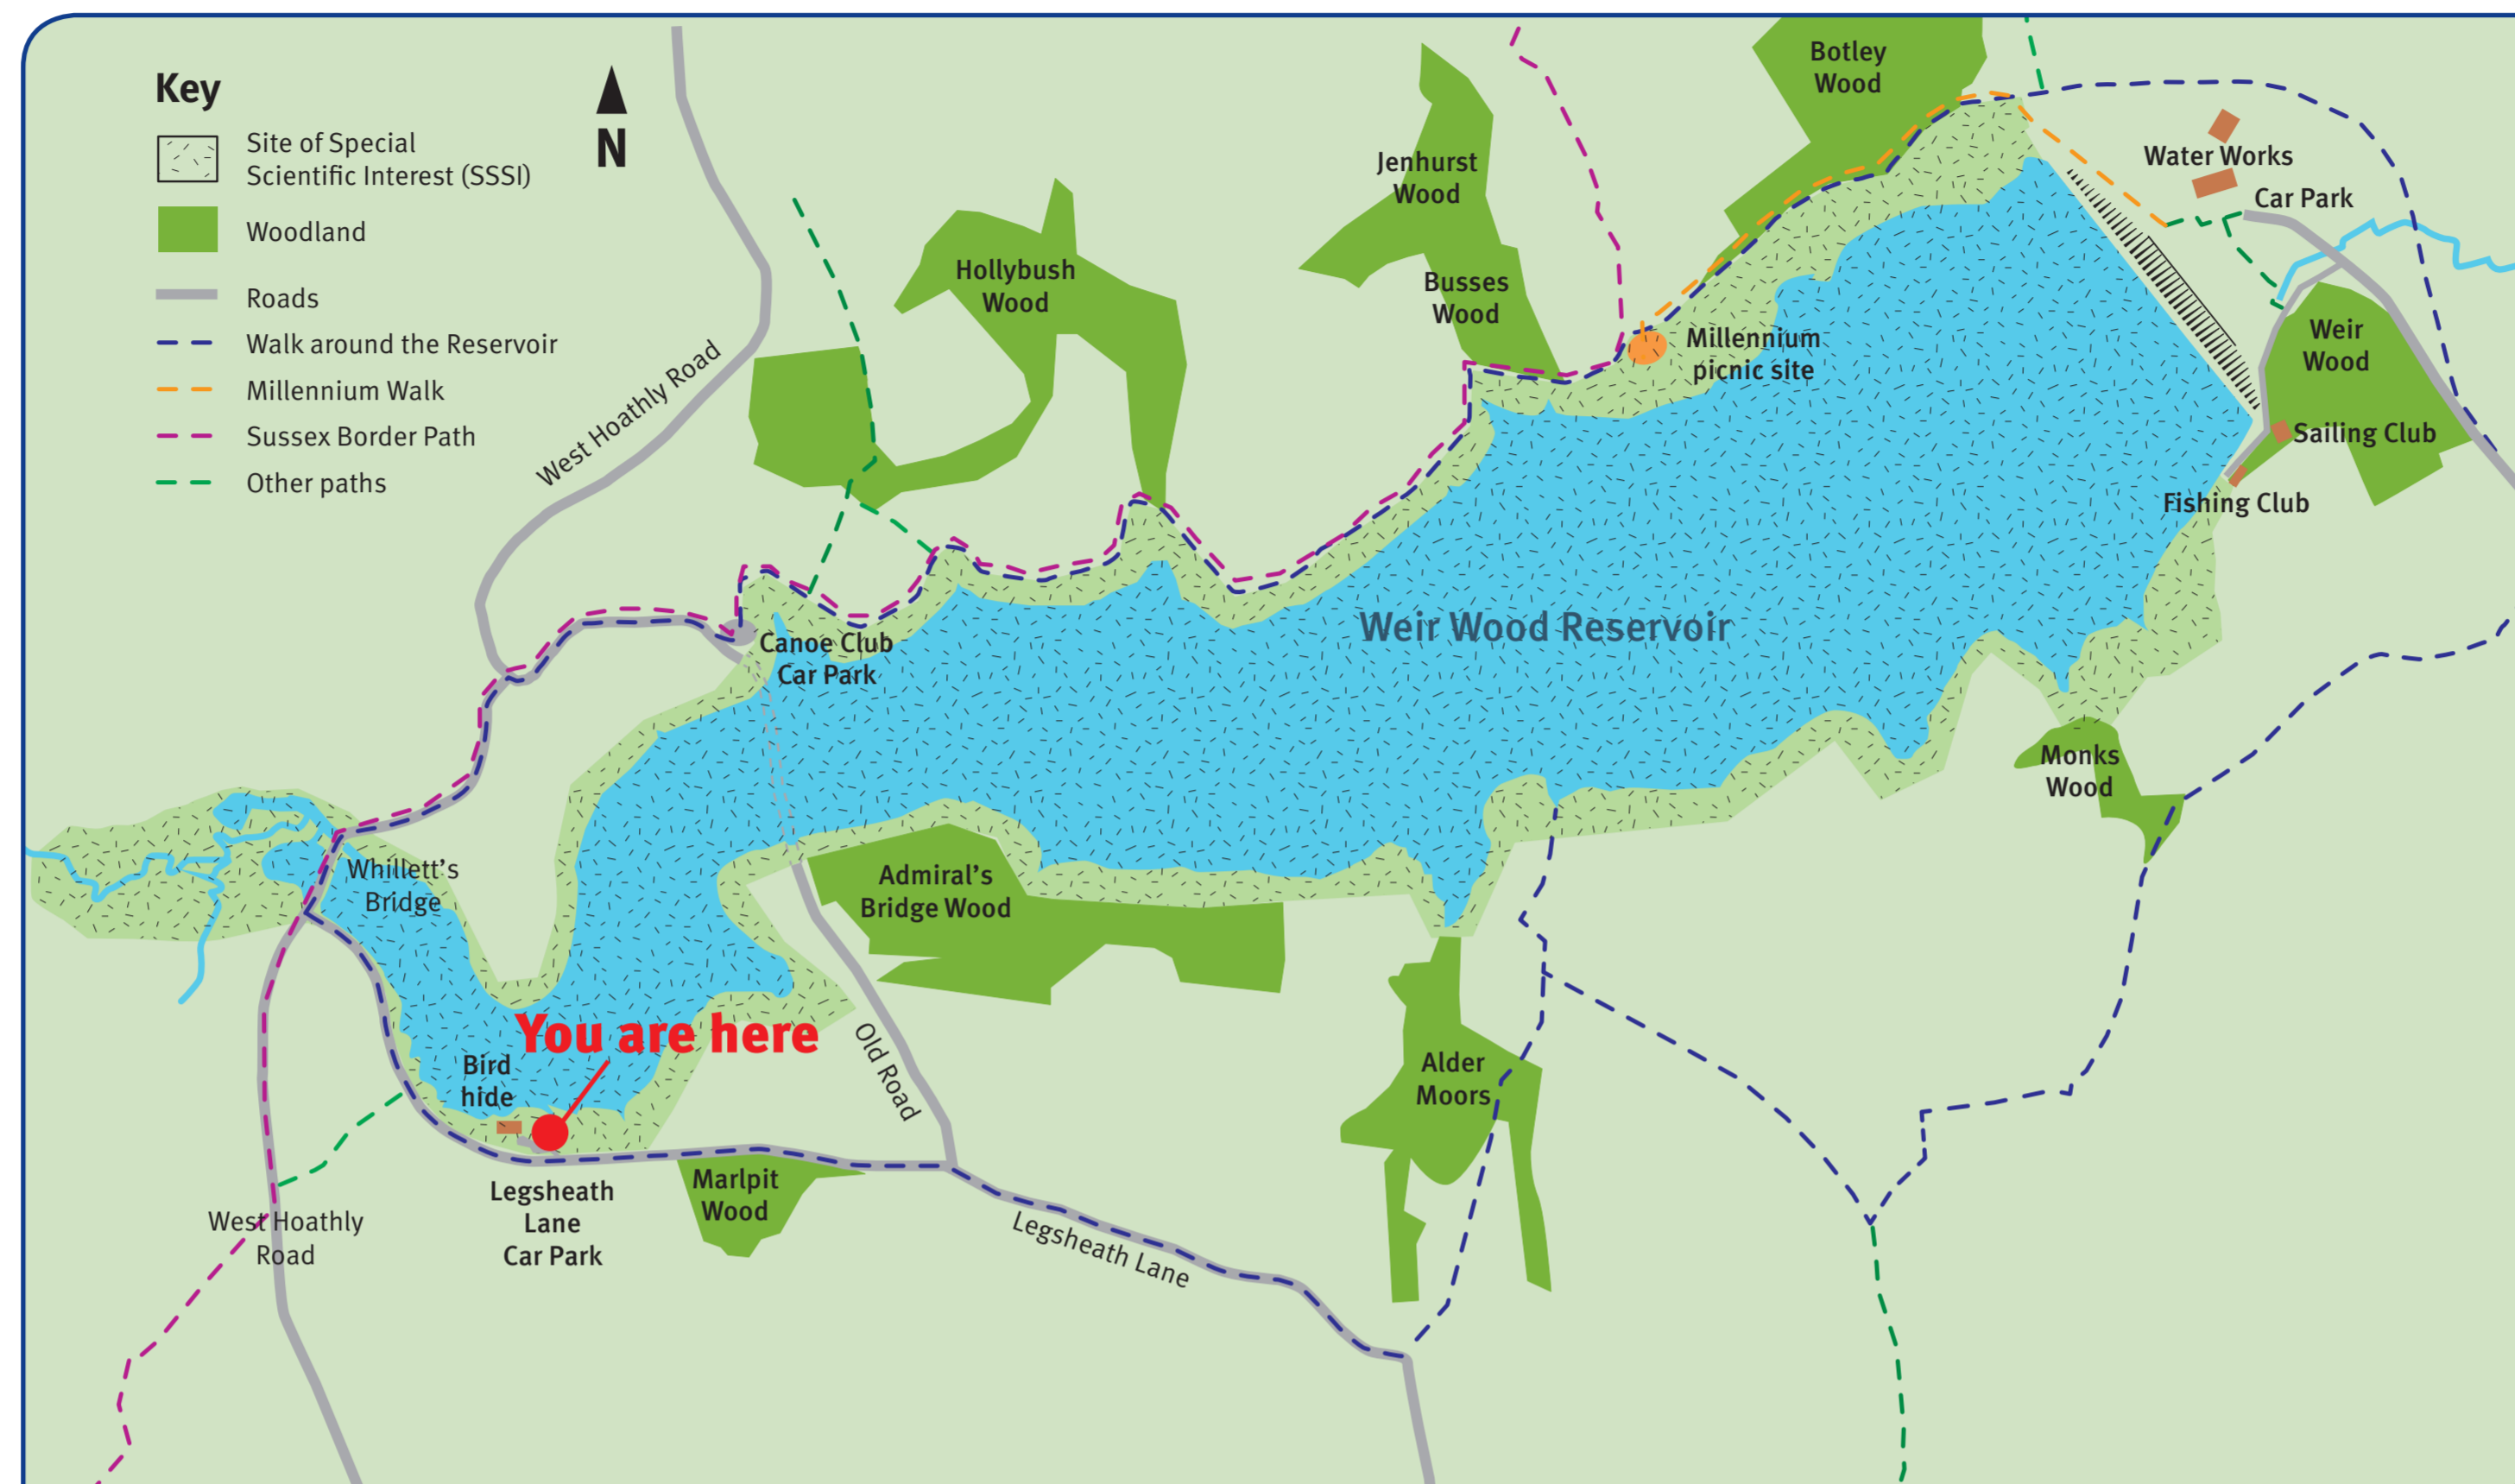 Key
Site of Special
Scientific Interest (SSSI)
Woodland
Roads
Walk around the Reservoir
Millennium Walk
Sussex Border Path
Other paths
N
West Hoathly Road
Hollybush
Wood
Jenhurst
Wood
Busses
Wood
Botley
Wood
Millennium
picnic site
Water Works
Car Park
Weir
Wood
Sailing Club
Fishing Club
Weir Wood Reservoir
Canoe Club
Car Park
Monks
Wood
Whillett’s
Bridge
Admiral’s
Bridge Wood
You are here
Bird
hide
Old Road
Alder
Moors
Legsheath
Lane
Car Park
Marlpit
Wood
West Hoathly
Road
Legsheath Lane